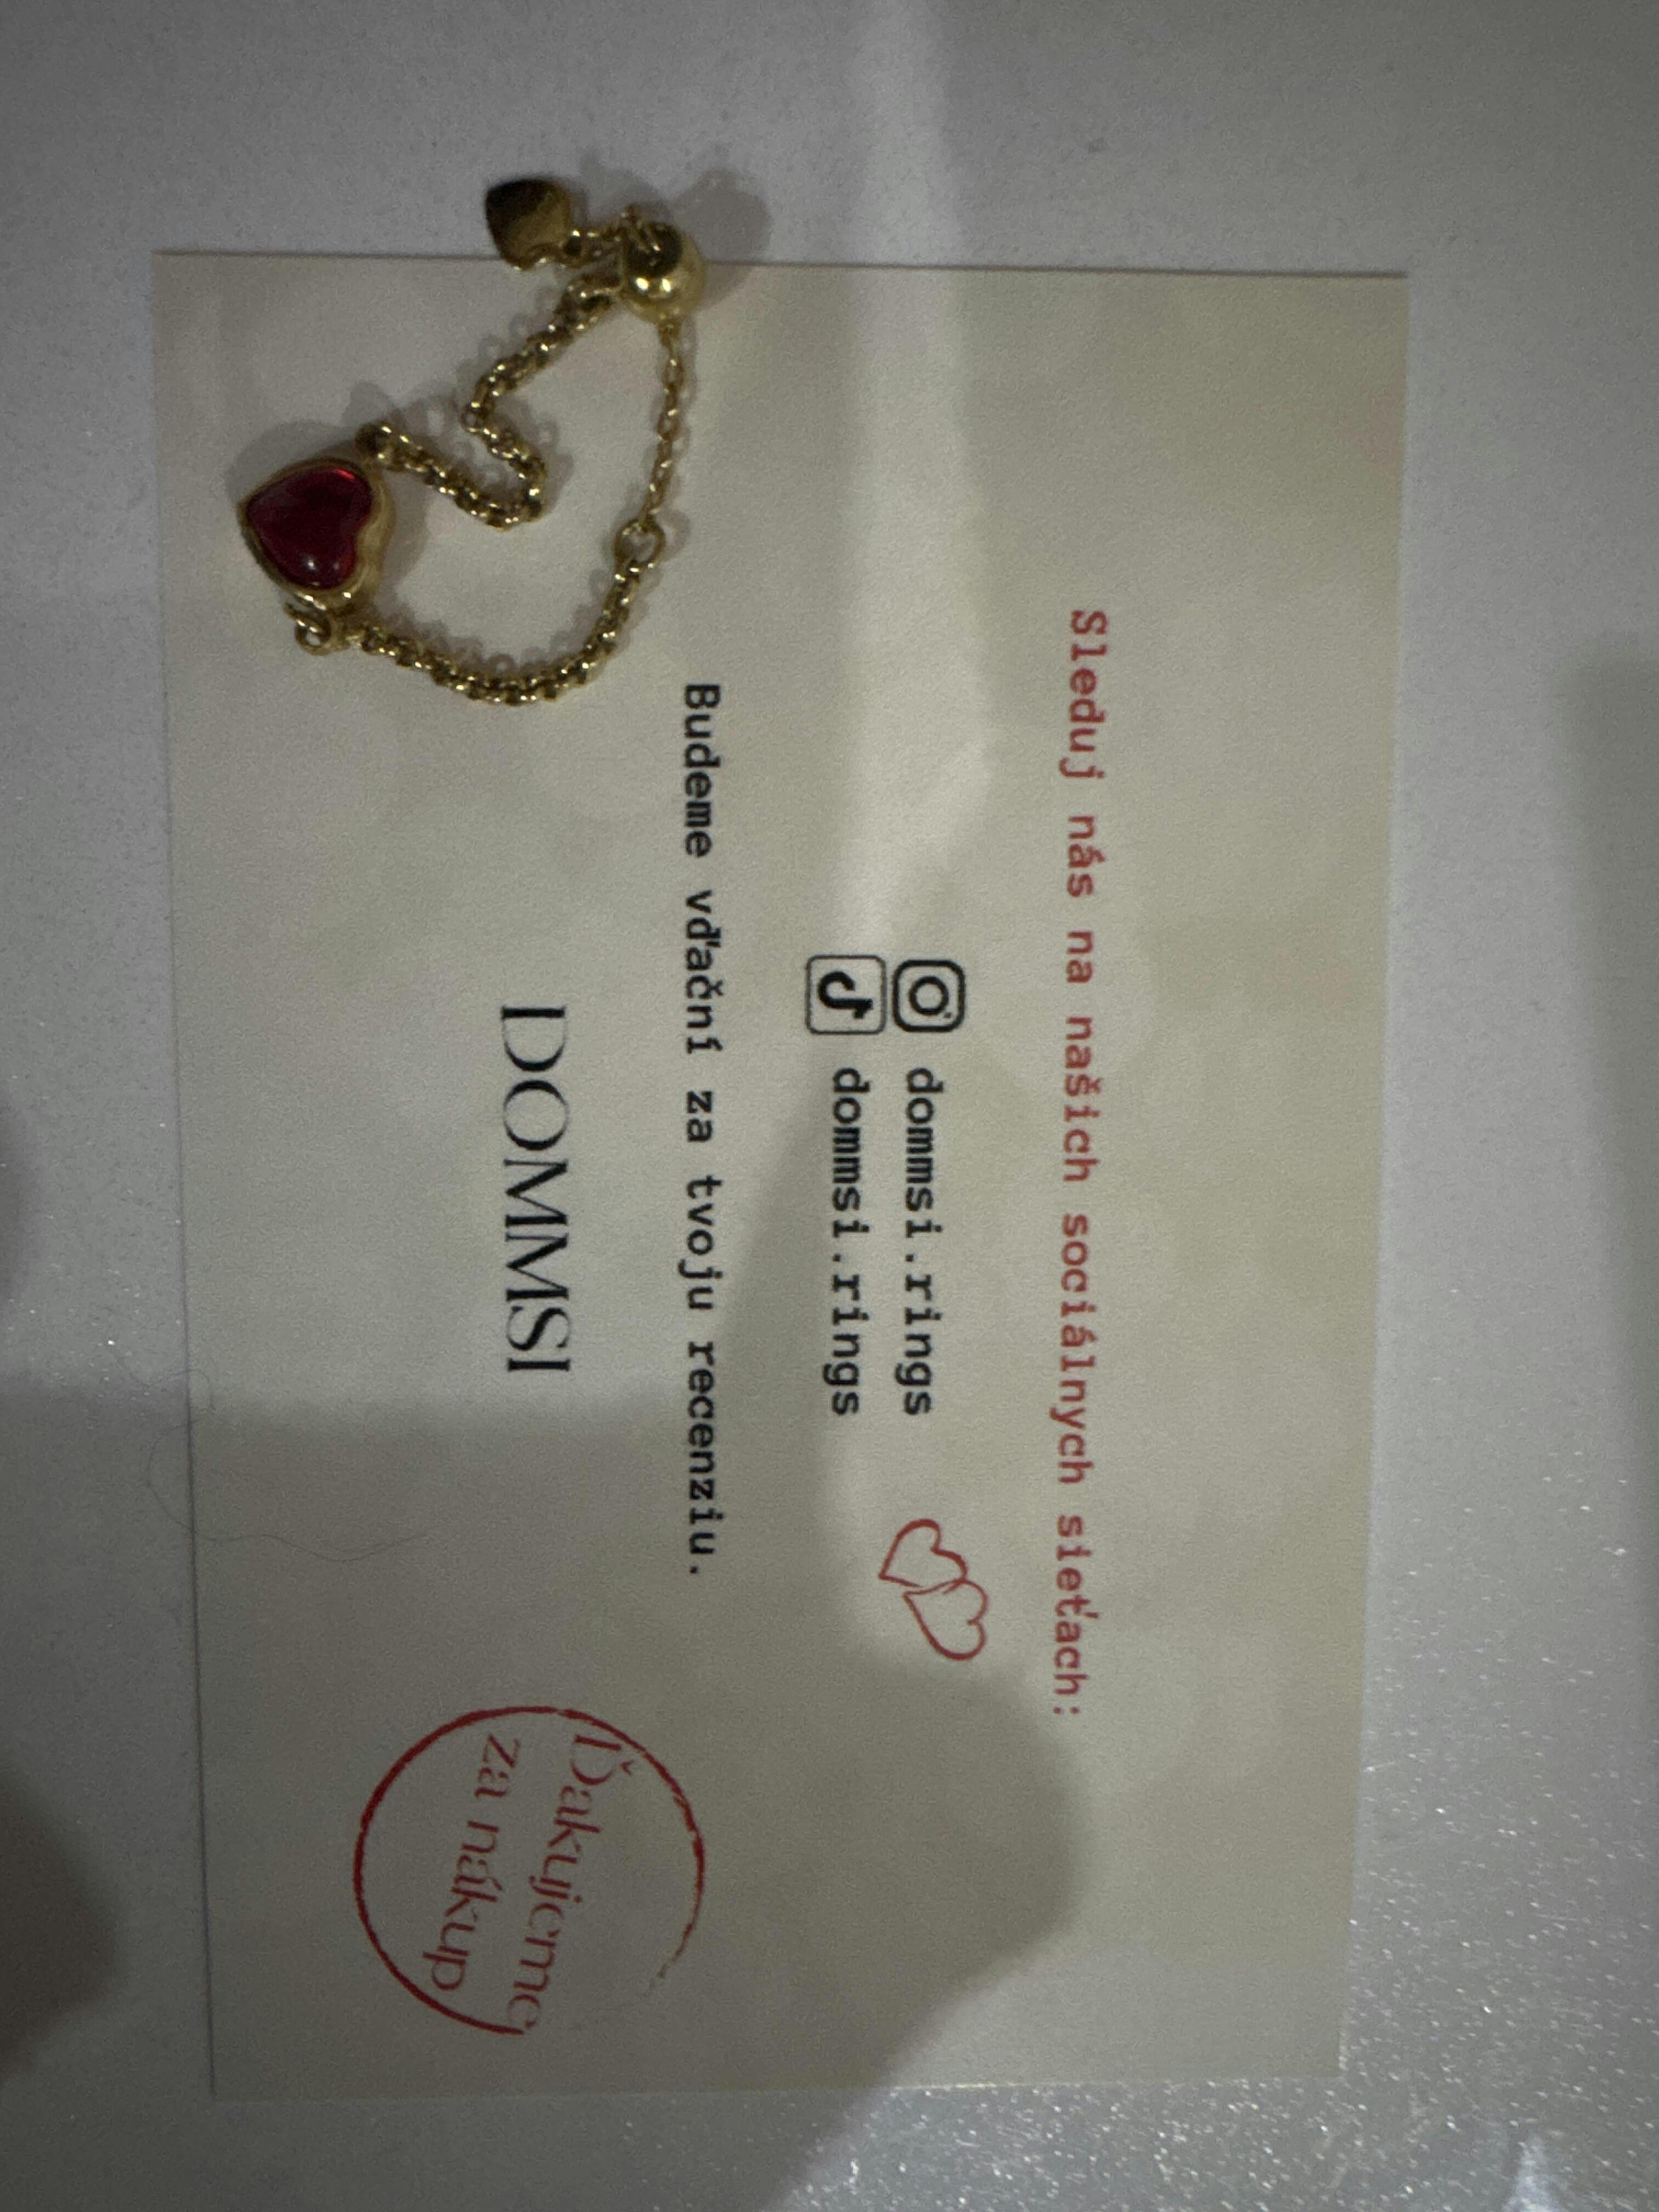 Sleduj nás na našich sociálnych sieťach:
dommsi.rings
dommsi.rings
Budeme vďační za tvoju recenziu.
DOMMSI
Ďakujeme
za nákup